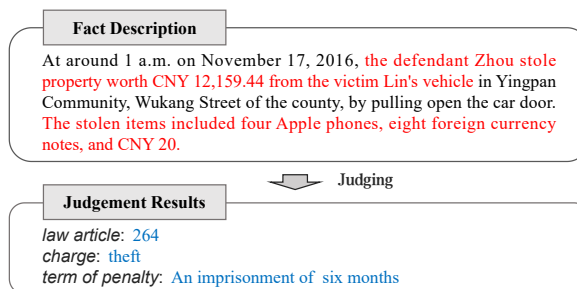 Fact Description
At around 1 a.m. on November 17, 2016, the defendant Zhou stole
property worth CNY 12,159.44 from the victim Lin's vehicle in Yingpan
Community, Wukang Street of the county, by pulling open the car door.
The stolen items included four Apple phones, eight foreign currency
notes, and CNY 20.
Judging
Judgement Results
law article: 264
charge: theft
term of penalty: An imprisonment of six months